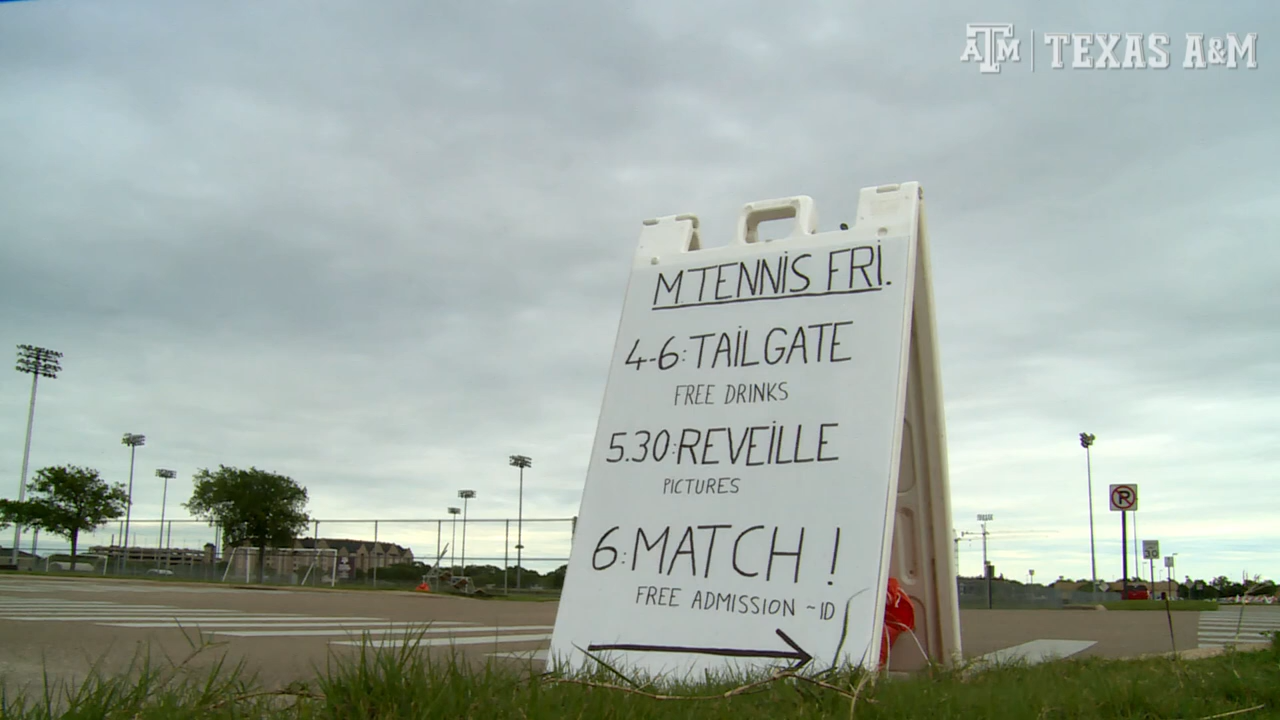 ATM | TEXAS A&M
M TENNIS FRI.
4-6: TAILGATE
FREE DRINKS
5.30: REVEILLE
PICTURES
6: MATCH!
FREE ADMISSION ~ID
R